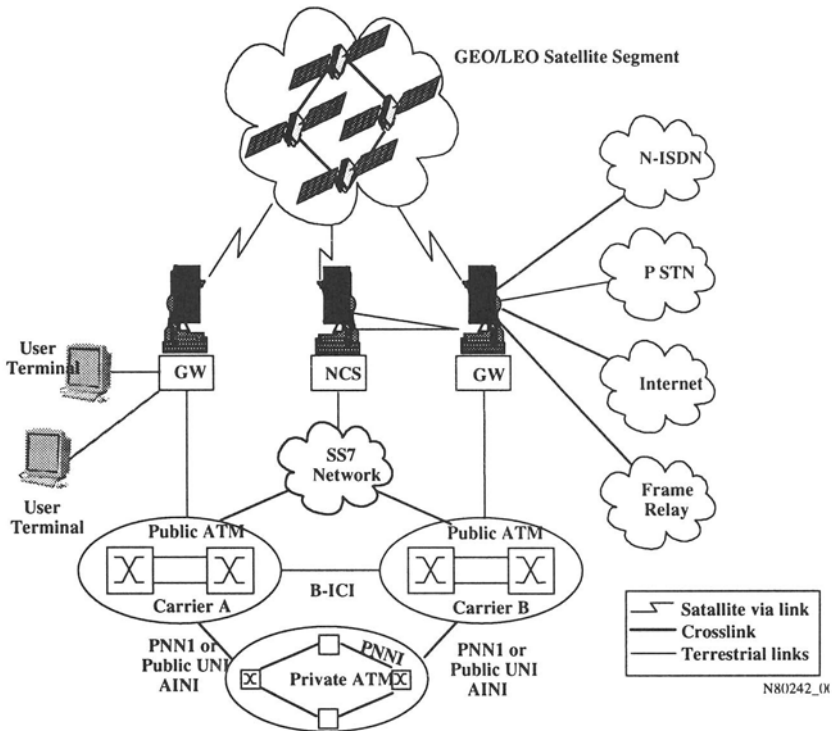 GEO/LEO Satellite Segment
N-ISDN
P STN
Internet
Frame
Relay
User
Terminal
GW
NCS
GW
User
Terminal
SS7
Network
Public ATM
Carrier A
B-ICI
Public ATM
Carrier B
PNN1 or
Public UNI
AINI
PNNI
Private ATM
PNN1 or
Public UNI
AINI
Satallite via link
Crosslink
Terrestrial links